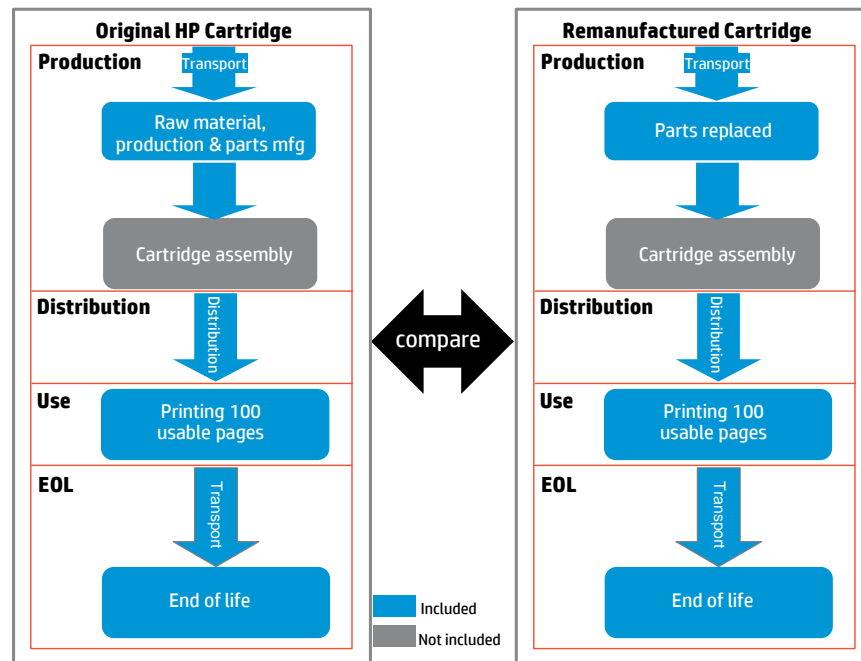 Original HP Cartridge
Production
Transport
Raw material,
production & parts mfg
Cartridge assembly
Distribution
Distribution
Use
Printing 100
usable pages
EOL
Transport
End of life
compare
Included
Not included
Remanufactured Cartridge
Production
Transport
Parts replaced
Cartridge assembly
Distribution
Distribution
Use
Printing 100
usable pages
EOL
Transport
End of life